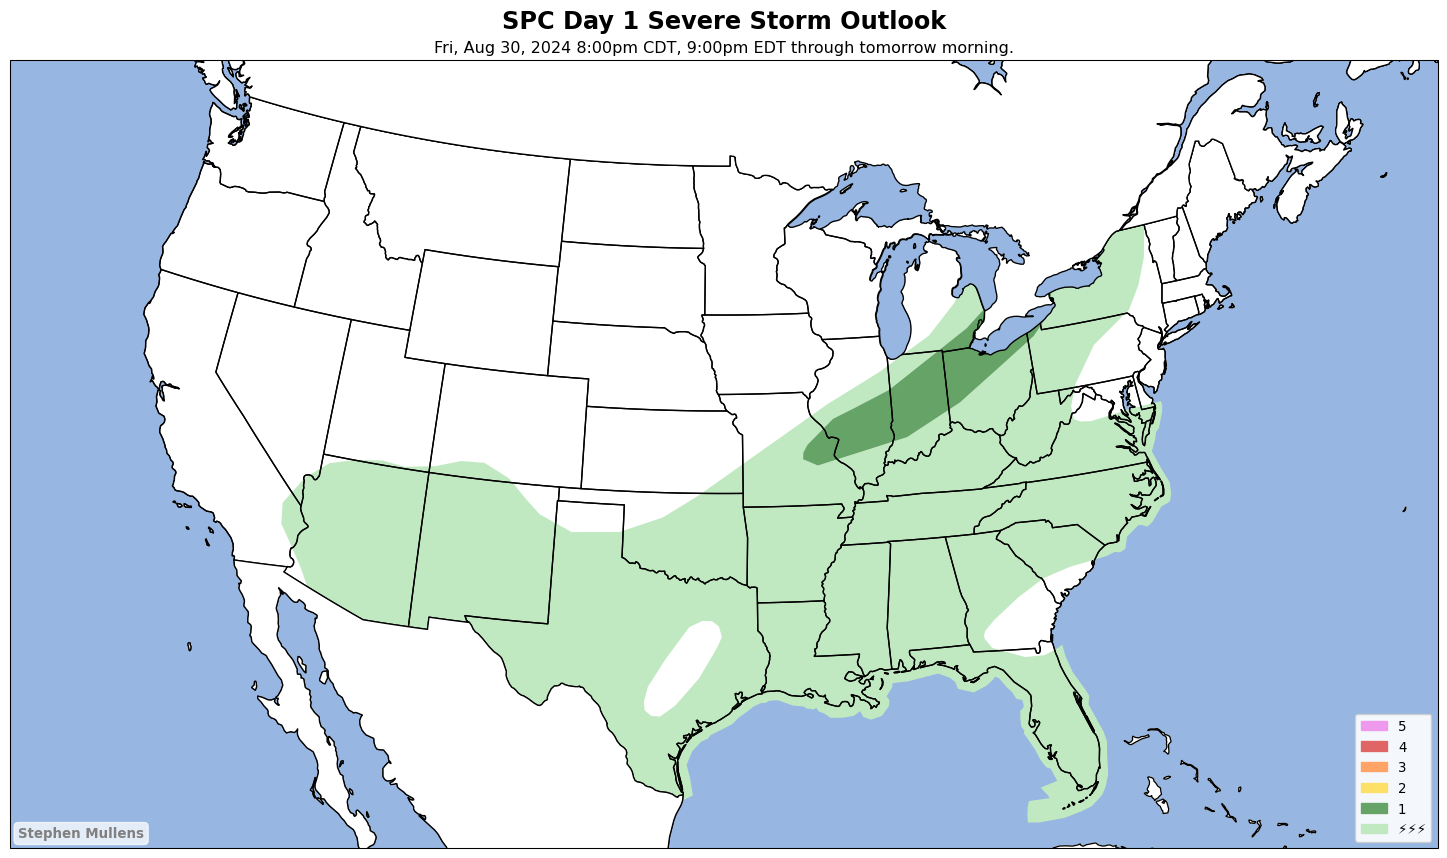 SPC Day 1 Severe Storm Outlook
Fri, Aug 30, 2024 8:00pm CDT, 9:00pm EDT through tomorrow morning.
5
4
3
2
1
⚡⚡⚡
Stephen Mullens